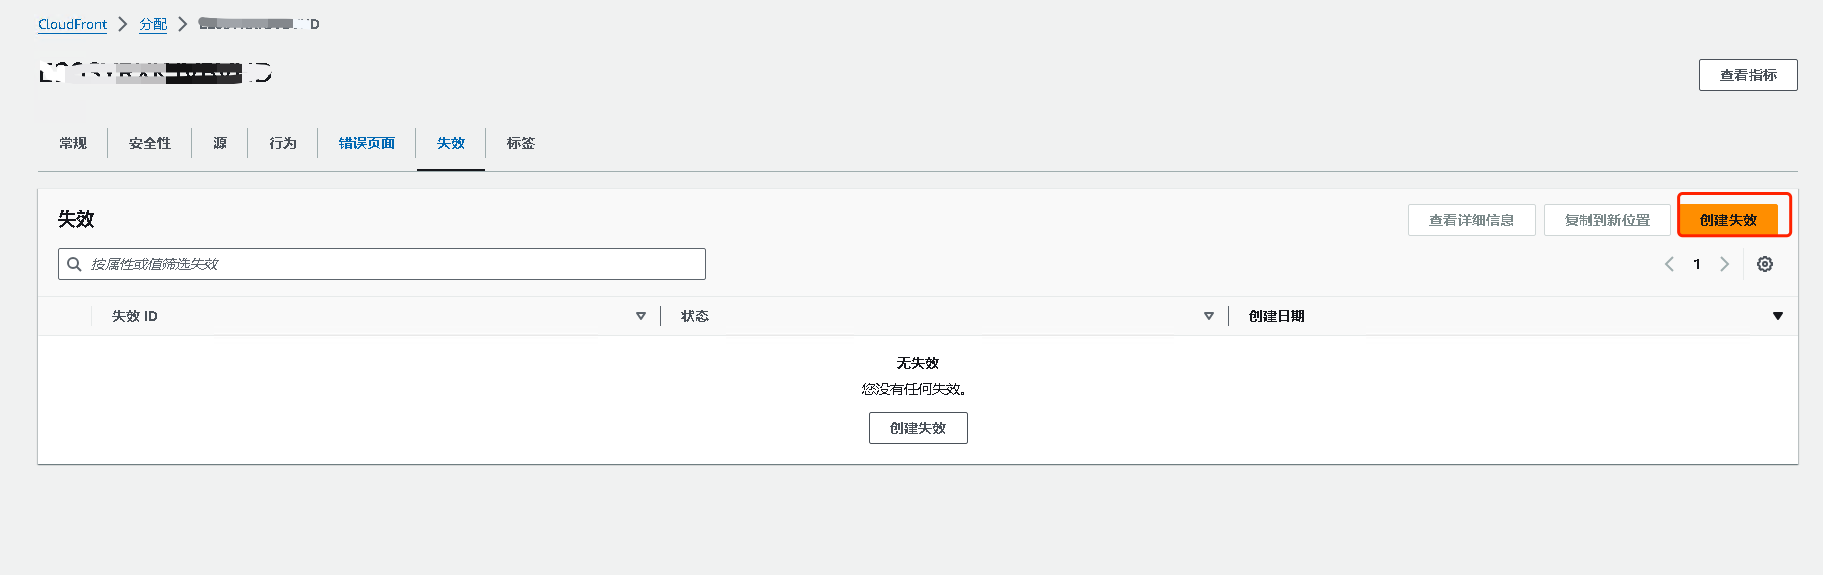 CloudFront > 分配 >
查看指标
常规 安全性 源 行为 错误页面 失效 标签
失效
查看详细信息 复制到新位置 创建失效
按属性或值筛选失效
1
失效 ID 状态 创建日期
无失效
您没有任何失效。
创建失效